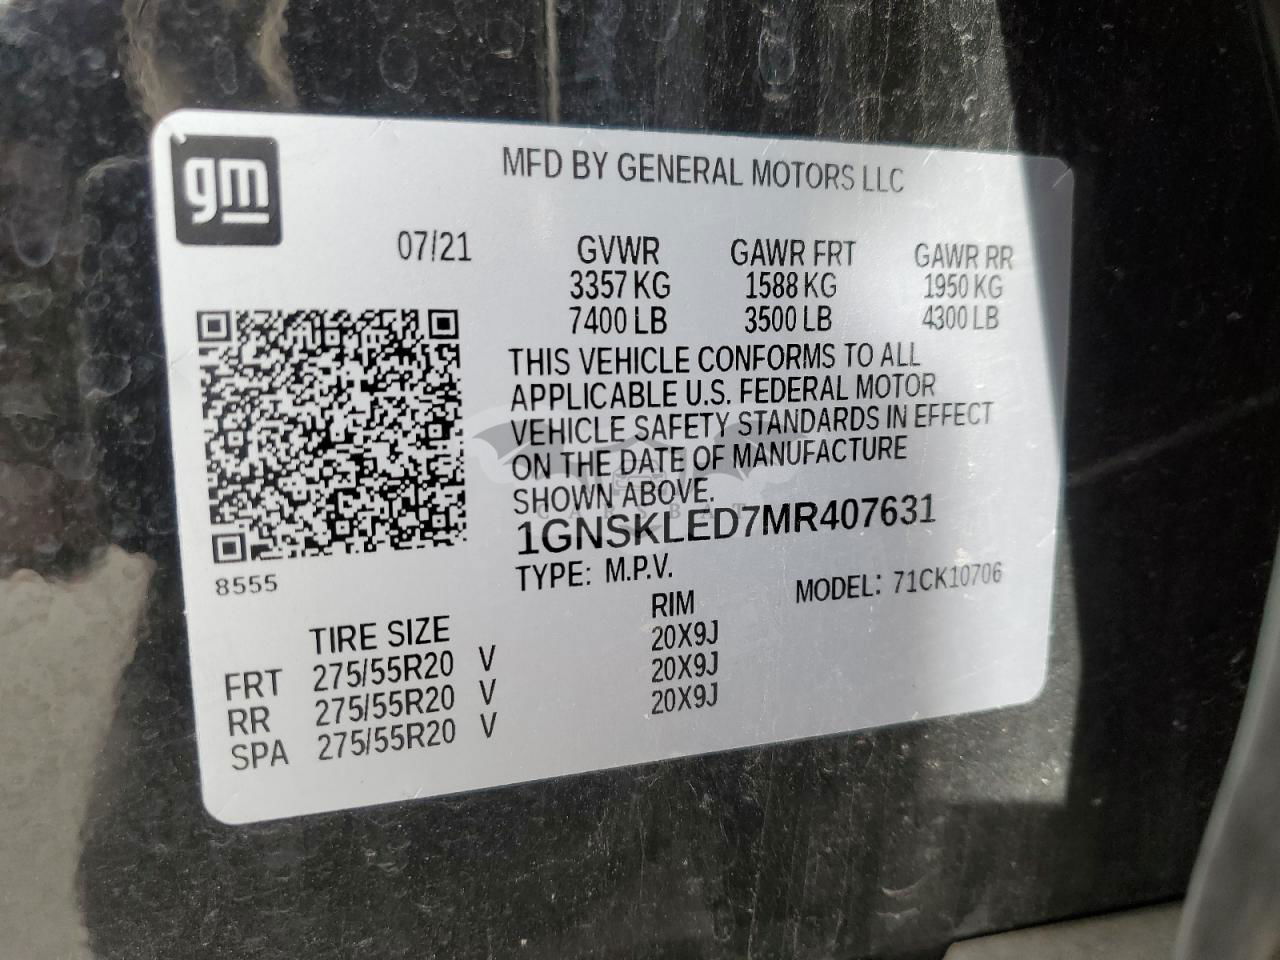 gm
MFD BY GENERAL MOTORS LLC
07/21 GVWR GAWR FRT GAWR RR
3357 KG 1588 KG 1950 KG
7400 LB 3500 LB 4300 LB
THIS VEHICLE CONFORMS TO ALL
APPLICABLE U.S. FEDERAL MOTOR
VEHICLE SAFETY STANDARDS IN EFFECT
ON THE DATE OF MANUFACTURE
SHOWN ABOVE.
CARSBAT
1GNSKLED7MR407631
8555
TYPE: M.P.V. MODEL: 71CK10706
TIRE SIZE RIM
FRT 275/55R20 V 20X9J
RR 275/55R20 V 20X9J
SPA 275/55R20 V 20X9J